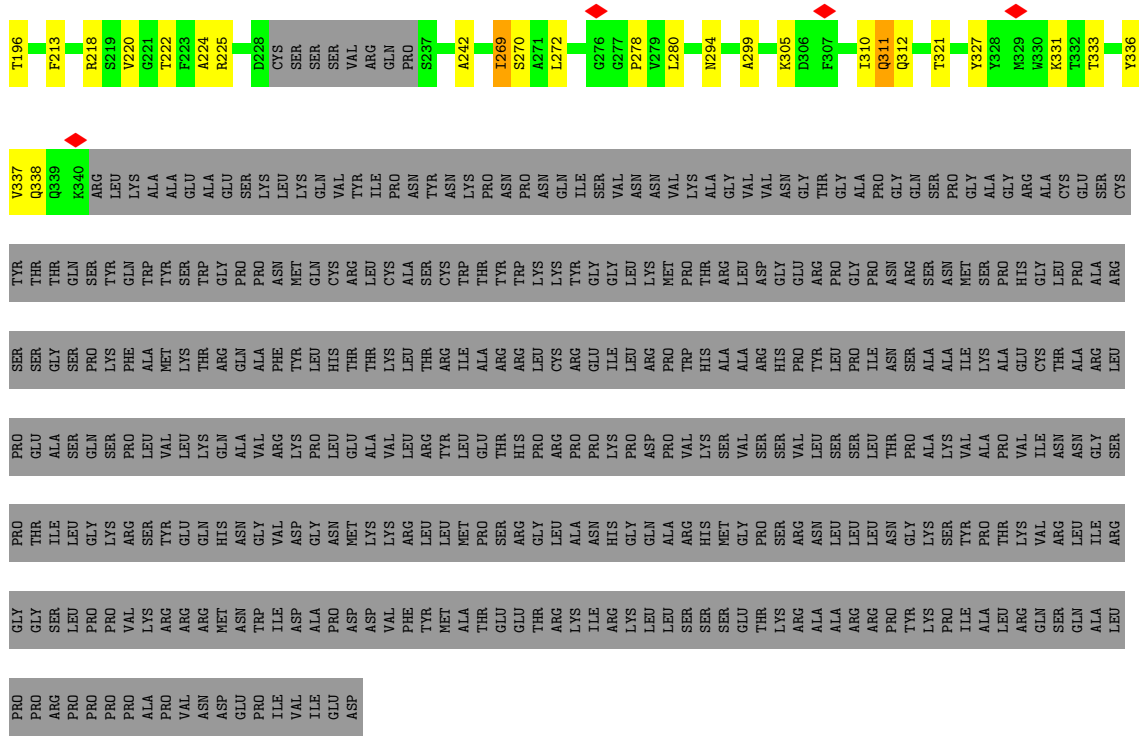 T196 F213 R218 S219 V220 G221 T222 F223 A224 R225 D228 CYS SER SER SER VAL ARG GLN PRO S237 A242 I269 S270 A271 L272 G276 G277 P278 V279 L280 N294 A299 K305 D306 F307 I310 Q311 Q312 T321 Y327 Y328 M329 W330 K331 T332 T333 Y336
V337 Q338 Q339 K340 ARG LEU LYS ALA ALA GLU ALA GLU SER LYS LEU LYS GLN VAL TYR ILE PRO ASN TYR ASN LYS PRO ASN PRO ASN GLN ILE SER VAL ASN ASN VAL LYS ALA GLY VAL VAL ASN GLY THR GLY ALA PRO GLY GLN SER PRO GLY ALA GLY ARG ALA CYS GLU SER CYS
TYR THR THR GLN SER TYR GLN TRP TYR SER TRP GLY PRO PRO ASN MET GLN CYS ARG LEU CYS ALA SER CYS TRP THR TYR TRP LYS LYS TYR GLY GLY LEU LYS MET PRO THR ARG LEU ASP GLY GLU ARG PRO GLY PRO ASN ARG SER ASN MET SER PRO HIS GLY LEU PRO ALA ARG
SER SER GLY SER PRO LYS PHE ALA MET LYS THR ARG GLN ALA PHE TYR LEU HIS THR THR LYS LEU THR ARG ILE ALA ARG ARG LEU CYS ARG GLU ILE LEU ARG PRO TRP HIS ALA ALA ARG HIS PRO TYR LEU PRO ILE ASN SER ALA ALA ILE LYS ALA GLU CYS THR ALA ARG LEU
PRO GLU ALA SER GLN SER PRO LEU VAL LEU LYS GLN ALA VAL ARG LYS PRO LEU GLU ALA VAL LEU ARG TYR LEU GLU THR HIS PRO ARG PRO PRO LYS PRO ASP PRO VAL LYS SER VAL SER SER VAL LEU SER SER LEU THR PRO ALA LYS VAL ALA PRO VAL ILE ASN ASN GLY SER
PRO THR ILE LEU GLY LYS ARG SER TYR GLU GLN HIS ASN GLY VAL ASP GLY ASN MET LYS LYS ARG LEU LEU MET PRO SER ARG GLY LEU ALA ASN HIS GLY GLN ALA ARG HIS MET GLY PRO SER ARG ASN LEU LEU LEU ASN GLY LYS SER TYR PRO THR LYS VAL ARG LEU ILE ARG
GLY GLY SER LEU PRO PRO VAL LYS ARG ARG ARG MET ASN TRP ILE ASP ALA PRO ASP ASP VAL PHE TYR MET ALA THR GLU GLU THR ARG LYS ILE ARG LYS LEU LEU SER SER SER GLU THR LYS ARG ALA ALA ARG ARG PRO TYR LYS PRO ILE ALA LEU ARG GLN SER GLN ALA LEU
PRO PRO ARG PRO PRO PRO PRO ALA PRO VAL ASN ASP GLU PRO ILE VAL ILE GLU ASP